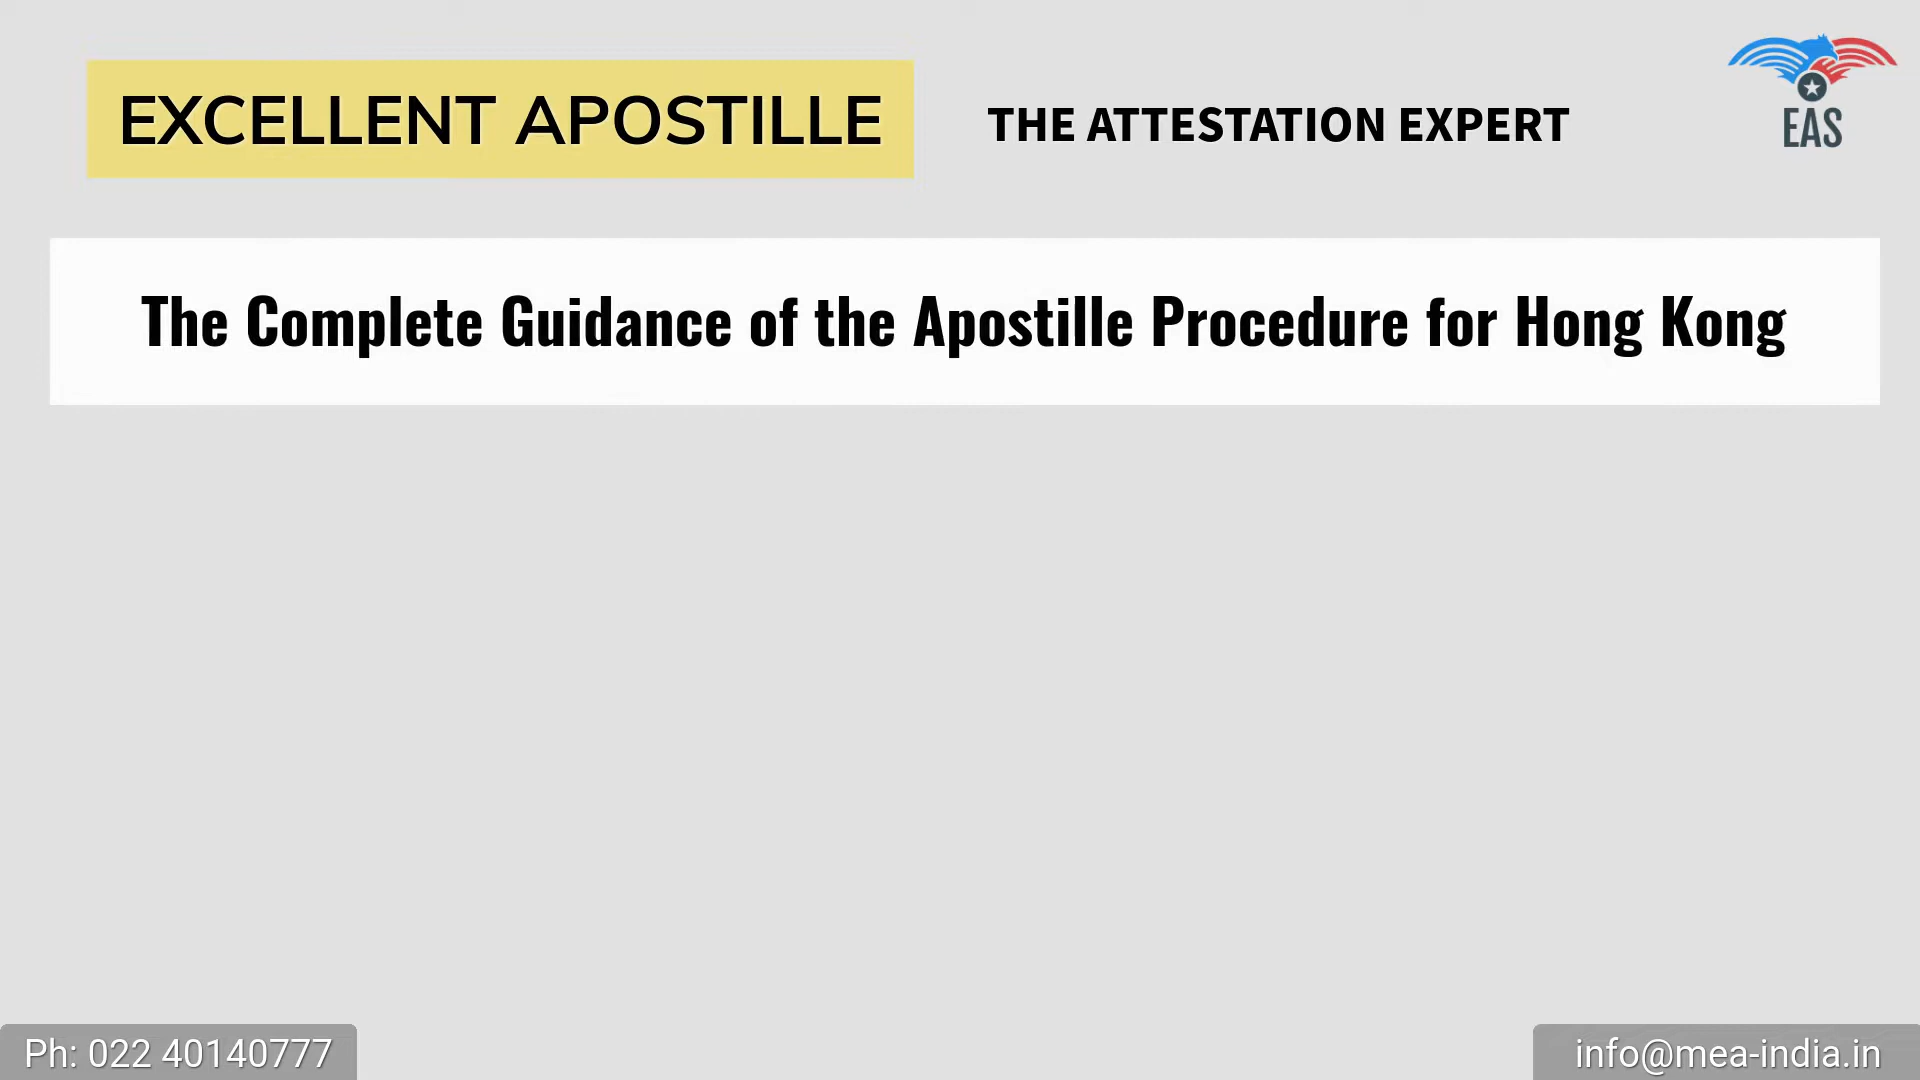 EXCELLENT APOSTILLE
THE ATTESTATION EXPERT
EAS
The Complete Guidance of the Apostille Procedure for Hong Kong
Ph: 022 40140777
info@mea-india.in